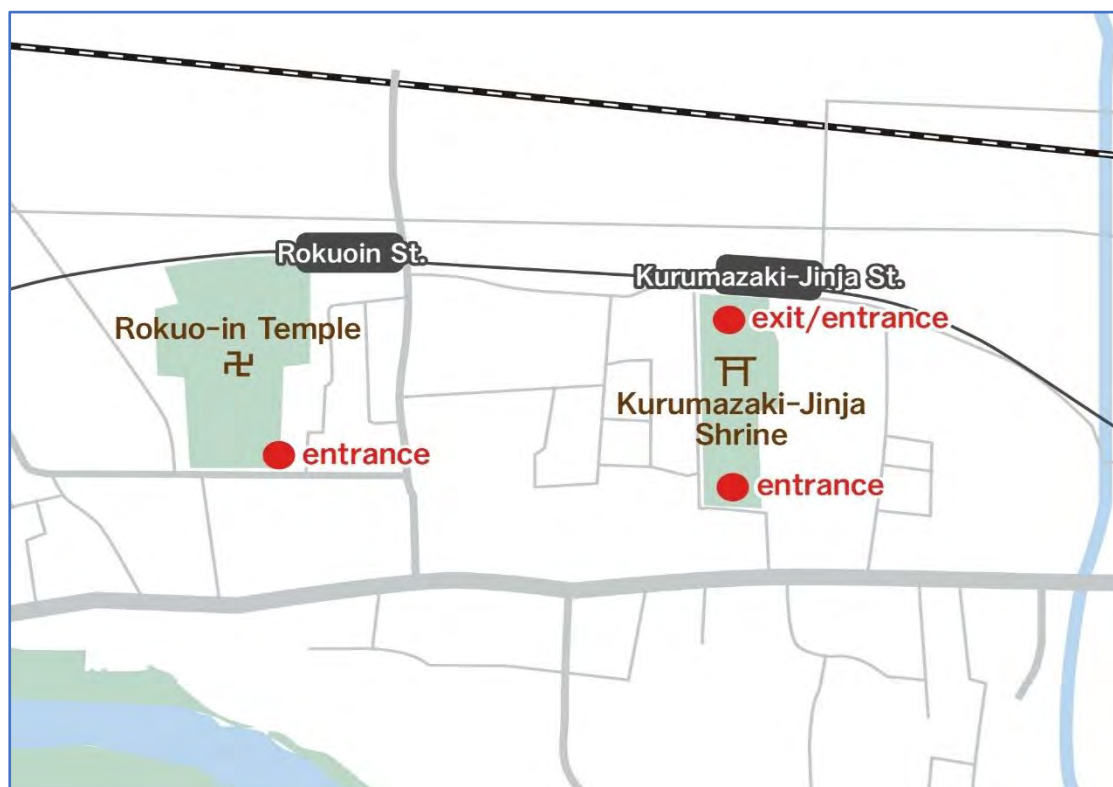 Rokuoin St.
Kurumazaki-Jinja St.
exit/entrance
Rokuo-in Temple
卍
Kurumazaki-Jinja
Shrine
entrance
entrance